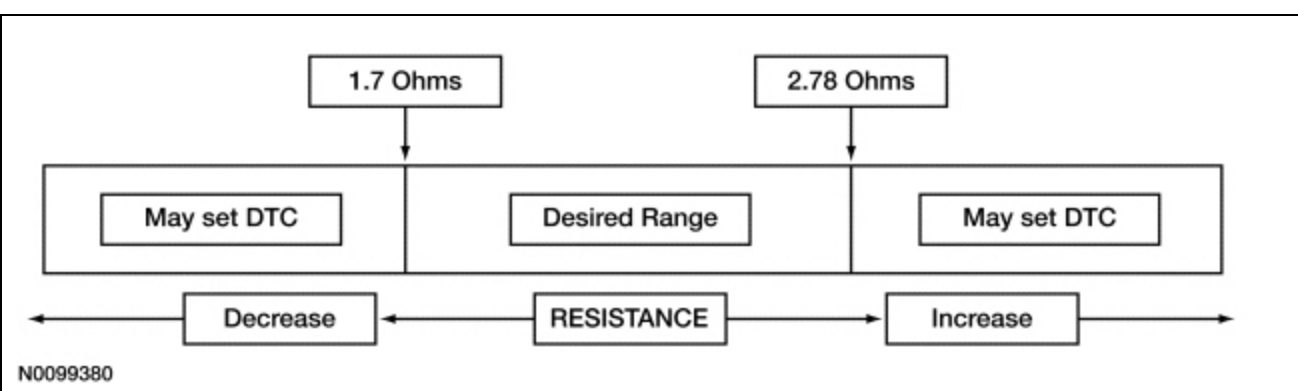 1.7 Ohms
2.78 Ohms
May set DTC
Desired Range
May set DTC
Decrease
RESISTANCE
Increase
N0099380